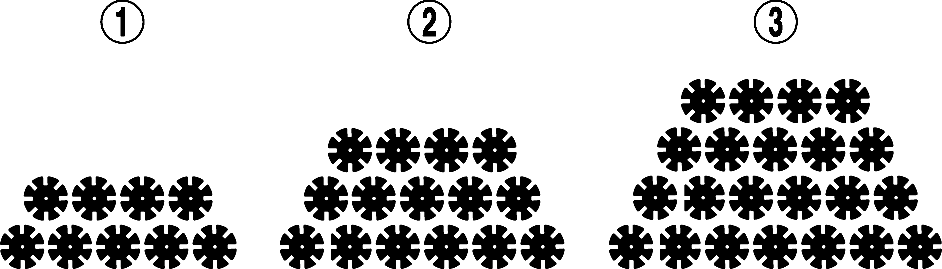 ① ② ③